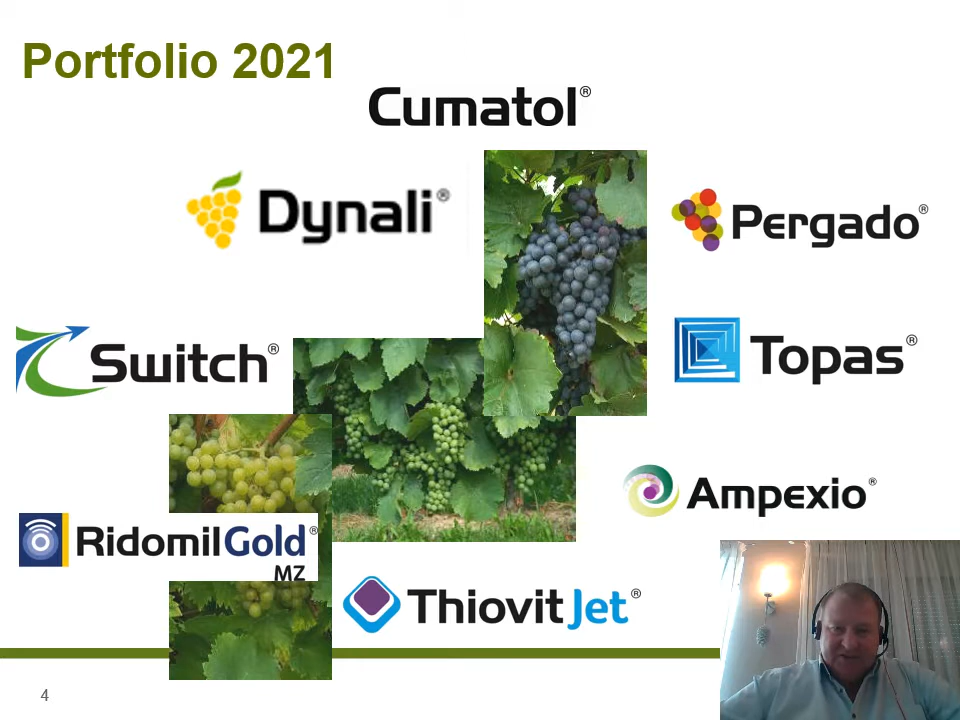 Portfolio 2021
Cumatol®
Dynali®
Pergado®
Switch®
Topas®
Ampexio®
RidomilGold®
MZ
ThiovitJet®
4